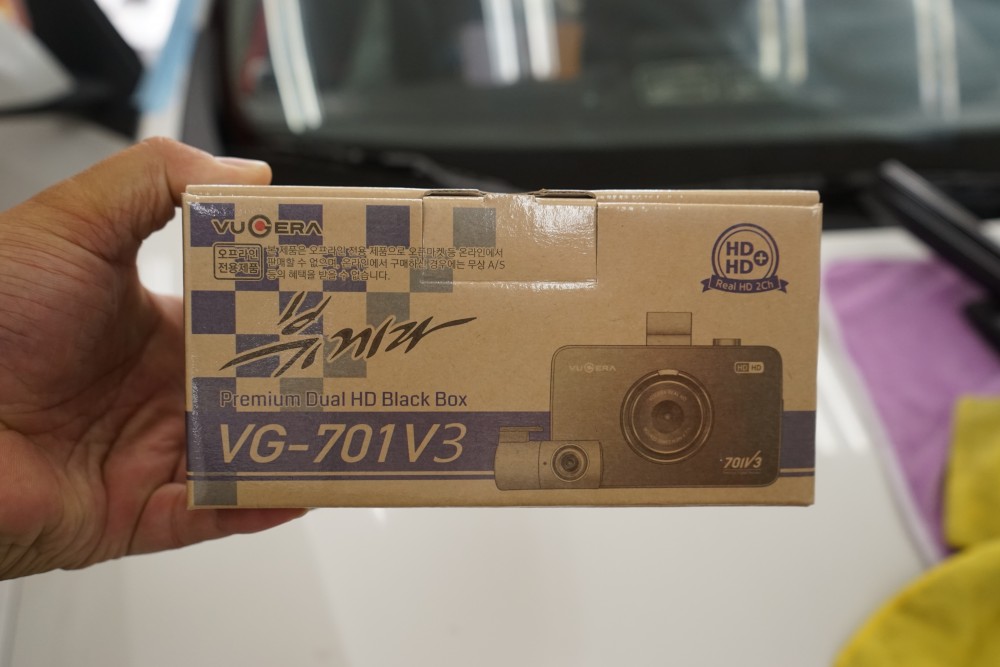 VUGERA
오프라인
전용제품
본 제품은 오프라인 전용 제품으로 오픈마켓 등 온라인에서
판매할 수 없으며, 온라인에서 구매하신 경우에는 무상 A/S
등의 혜택을 받을 수 없습니다.
HD+
HD
Real HD 2Ch
뷰게라
Premium Dual HD Black Box
VG-701V3
VUGERA
HD HD
701V3